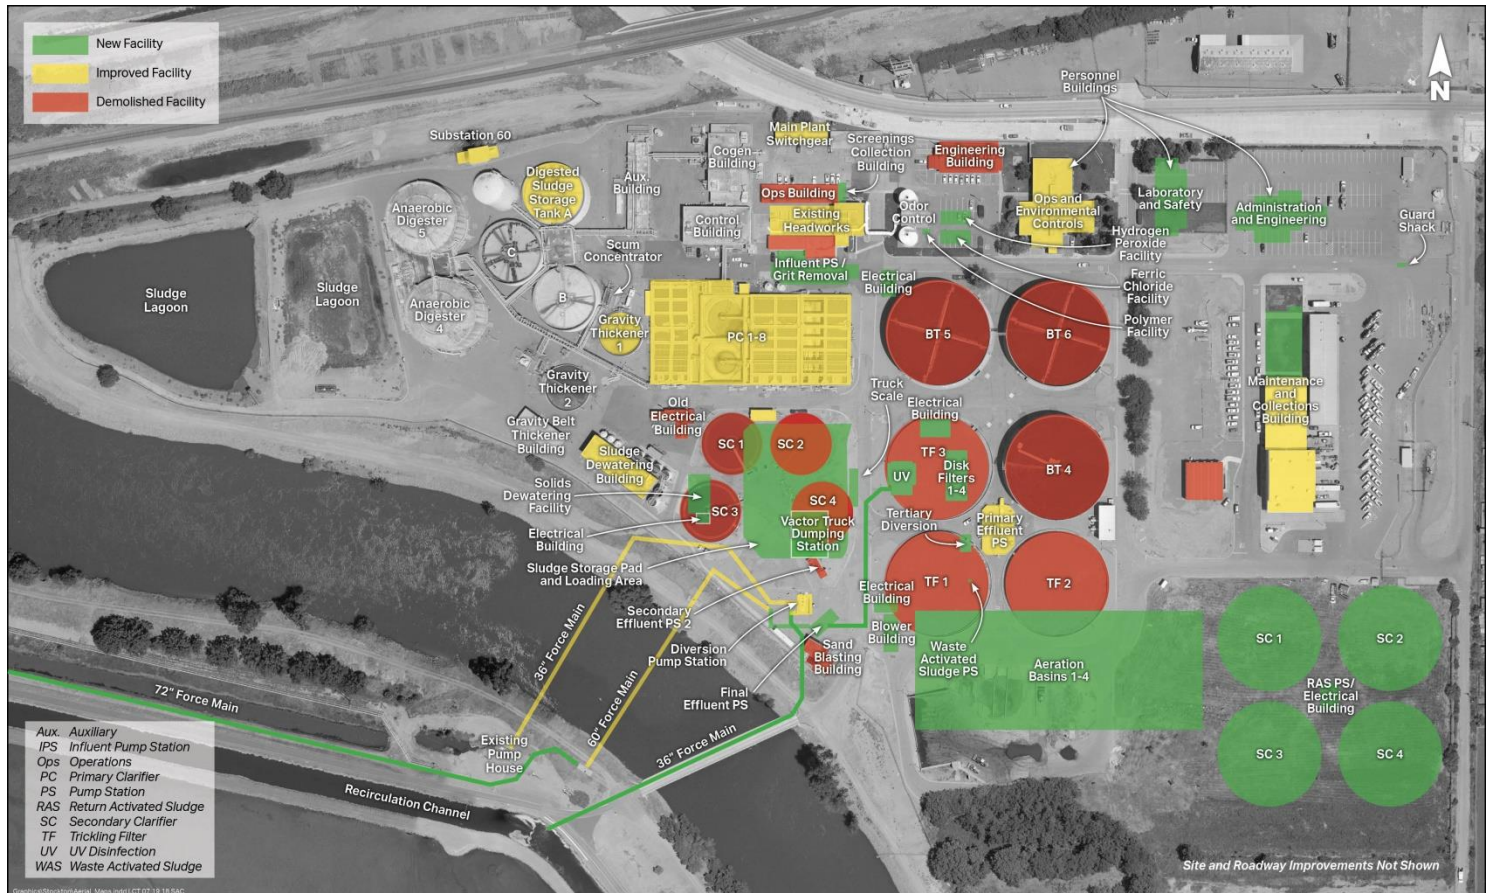 New Facility
Improved Facility
Demolished Facility
Substation 60
Main Plant
Switchgear
Screenings
Collection
Building
Engineering
Building
Personnel
Buildings
N
Cogen
Building
Aux.
Building
Digested
Sludge
Storage
Tank A
Anaerobic
Digester
5
C
Control
Building
Ops Building
Existing
Headworks
Odor
Control
Ops and
Environmental
Controls
Laboratory
and Safety
Administration
and Engineering
Guard
Shack
Scum
Concentrator
Influent PS /
Grit Removal
Electrical
Building
Hydrogen
Peroxide
Facility
Ferric
Chloride
Facility
Polymer
Facility
Sludge
Lagoon
Sludge
Lagoon
Anaerobic
Digester
4
B
Gravity
Thickener
1
PC 1-8
BT 5
BT 6
Gravity
Thickener
2
Truck
Scale
Electrical
Building
Maintenance
and
Collections
Building
Gravity Belt
Thickener
Building
Old
Electrical
Building
SC 1
SC 2
TF 3
Disk
Filters
1-4
UV
BT 4
Sludge
Dewatering
Building
Solids
Dewatering
Facility
SC 3
SC 4
Vactor Truck
Dumping
Station
Tertiary
Diversion
Primary
Effluent
PS
Electrical
Building
Sludge Storage Pad
and Loading Area
TF 1
TF 2
Electrical
Building
Secondary
Effluent PS 2
Blower
Building
Waste
Activated
Sludge PS
Aeration
Basins 1-4
Diversion
Pump Station
Sand
Blasting
Building
Final
Effluent PS
SC 1
SC 2
RAS PS/
Electrical
Building
SC 3
SC 4
36" Force Main
60" Force Main
72" Force Main
36" Force Main
Existing
Pump
House
Recirculation Channel
Aux. Auxiliary
IPS Influent Pump Station
Ops Operations
PC Primary Clarifier
PS Pump Station
RAS Return Activated Sludge
SC Secondary Clarifier
TF Trickling Filter
UV UV Disinfection
WAS Waste Activated Sludge
Site and Roadway Improvements Not Shown